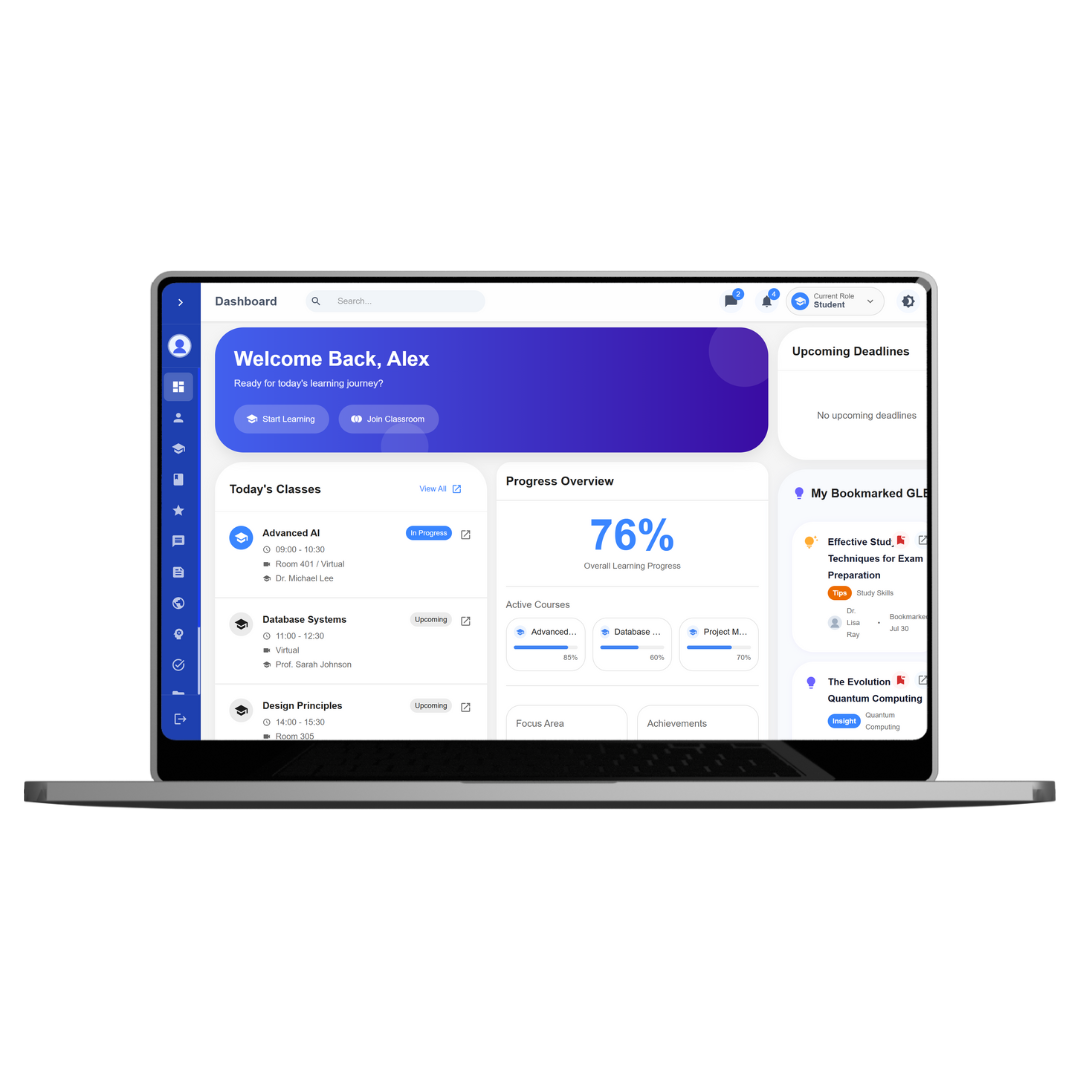 Dashboard
Search...
2
4
Current Role
Student
Welcome Back, Alex
Ready for today's learning journey?
Start Learning
Join Classroom
Upcoming Deadlines
No upcoming deadlines
Today's Classes
View All
Advanced AI
In Progress
09:00 - 10:30
Room 401 / Virtual
Dr. Michael Lee
Database Systems
Upcoming
11:00 - 12:30
Virtual
Prof. Sarah Johnson
Design Principles
Upcoming
14:00 - 15:30
Room 305
Progress Overview
76%
Overall Learning Progress
Active Courses
Advanced...
85%
Database ...
60%
Project M...
70%
Focus Area
Achievements
My Bookmarked GLE
Effective Stud
Techniques for Exam
Preparation
Tips
Study Skills
Dr.
Lisa
Ray
•
Bookmarked
Jul 30
The Evolution
Quantum Computing
Insight
Quantum
Computing